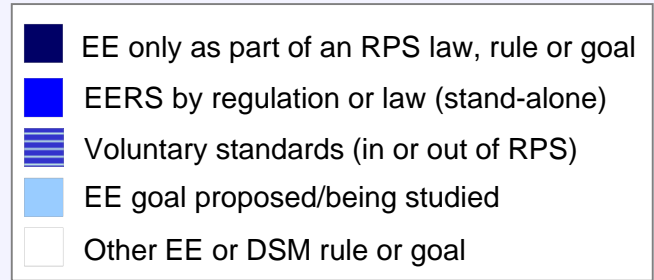 EE only as part of an RPS law, rule or goal
EERS by regulation or law (stand-alone)
Voluntary standards (in or out of RPS)
EE goal proposed/being studied
Other EE or DSM rule or goal